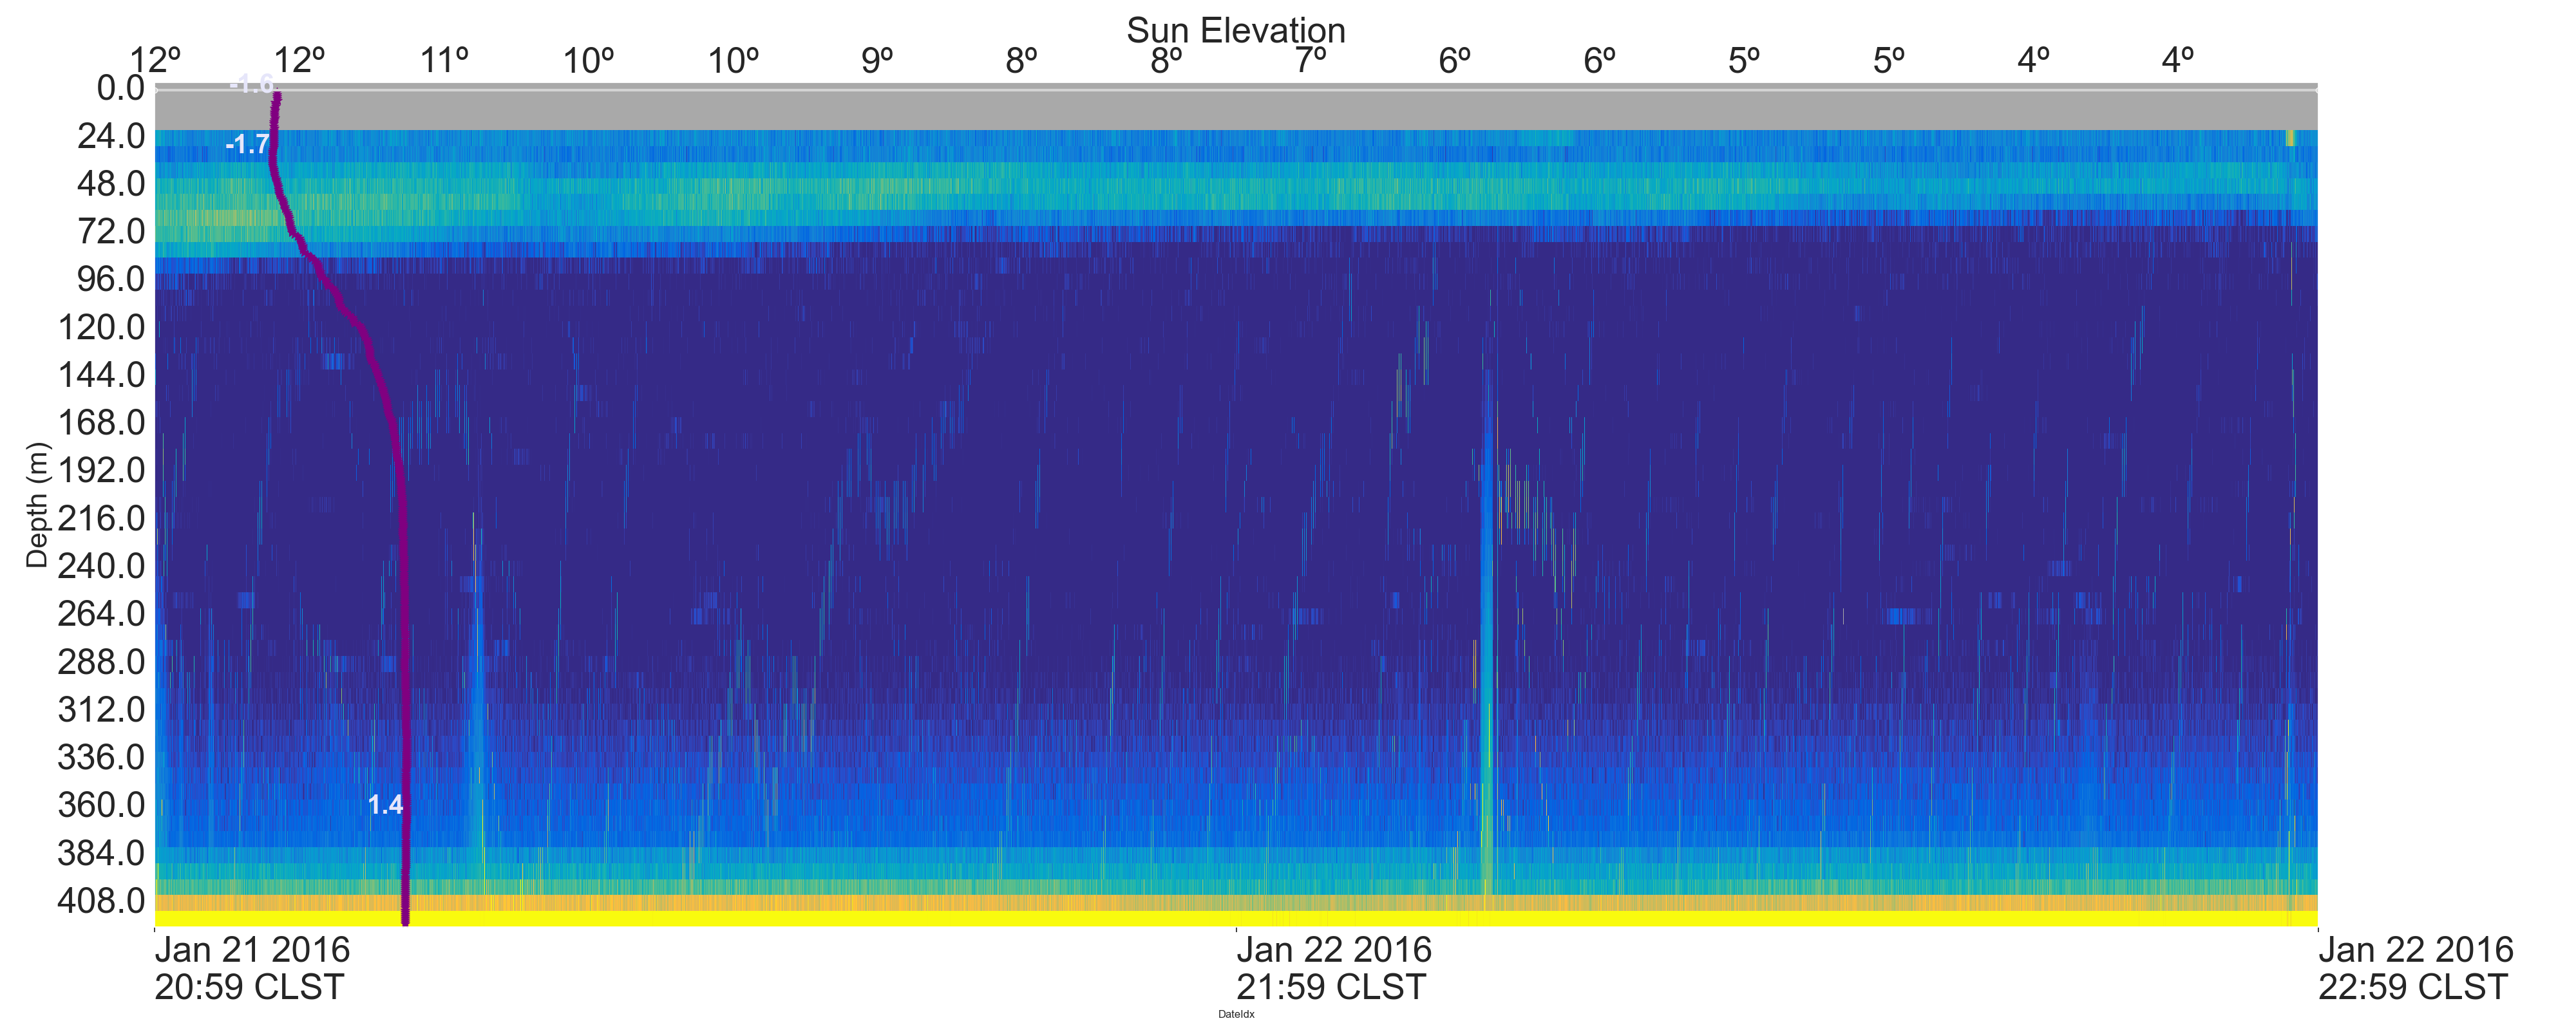 Sun Elevation
12º 12º 11º 10º 10º 9º 8º 8º 7º 6º 6º 5º 5º 4º 4º
0.0
24.0
48.0
72.0
96.0
120.0
144.0
168.0
192.0
216.0
240.0
264.0
288.0
312.0
336.0
360.0
384.0
408.0
Depth (m)
-1.6
-1.7
1.4
Jan 21 2016
20:59 CLST
Jan 22 2016
21:59 CLST
Jan 22 2016
22:59 CLST
DateIdx